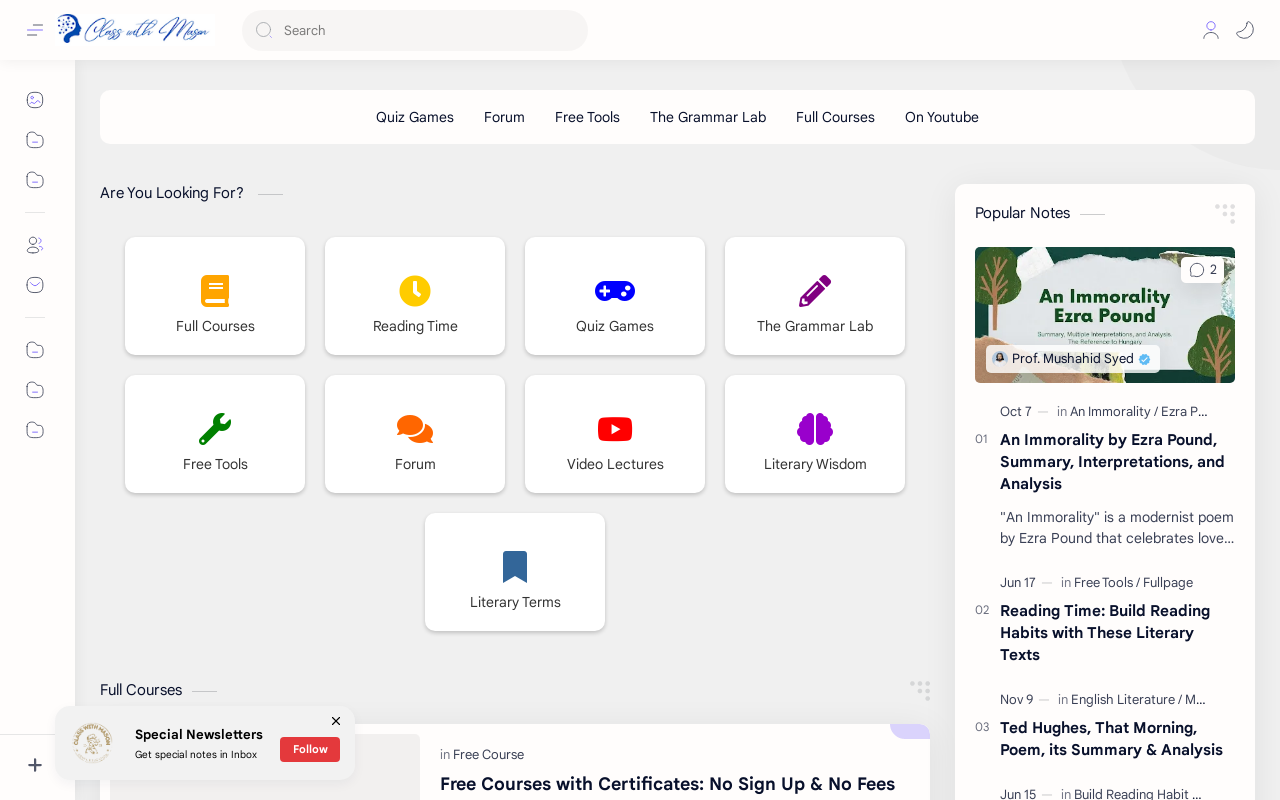 Class with Mason
Search
Quiz Games
Forum
Free Tools
The Grammar Lab
Full Courses
On Youtube
Are You Looking For?
Full Courses
Reading Time
Quiz Games
The Grammar Lab
Free Tools
Forum
Video Lectures
Literary Wisdom
Literary Terms
Full Courses
in Free Course
Free Courses with Certificates: No Sign Up & No Fees
Special Newsletters
Get special notes in Inbox
Follow
Popular Notes
2
An Immorality
Ezra Pound
Summary, Multiple Interpretations, and Analysis.
The Reference to Hungary
Prof. Mushahid Syed
Oct 7
in An Immorality / Ezra P...
01
An Immorality by Ezra Pound,
Summary, Interpretations, and
Analysis
"An Immorality" is a modernist poem
by Ezra Pound that celebrates love...
Jun 17
in Free Tools / Fullpage
02
Reading Time: Build Reading
Habits with These Literary
Texts
Nov 9
in English Literature / M...
03
Ted Hughes, That Morning,
Poem, its Summary & Analysis
Jun 15
in Build Reading Habit ...